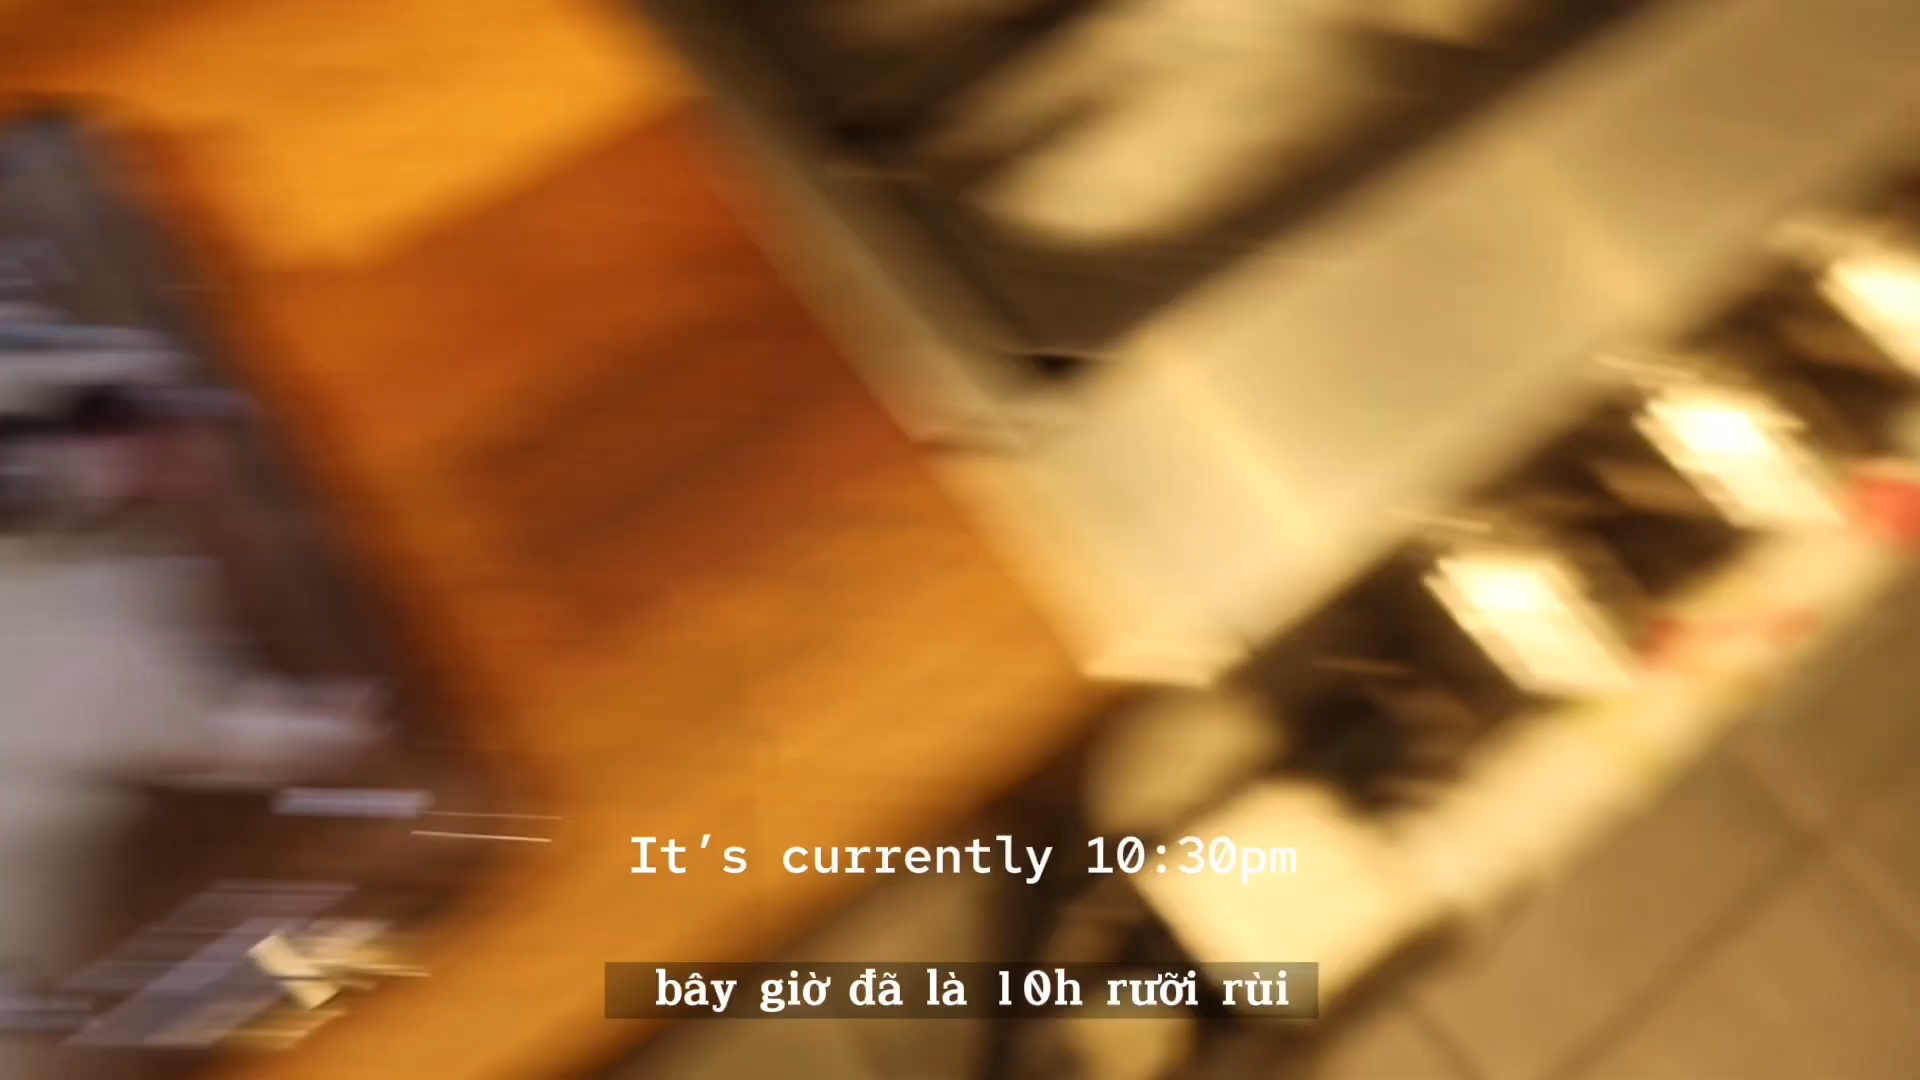 It’s currently 10:30pm
bây giờ đã là 10h rưỡi rùi